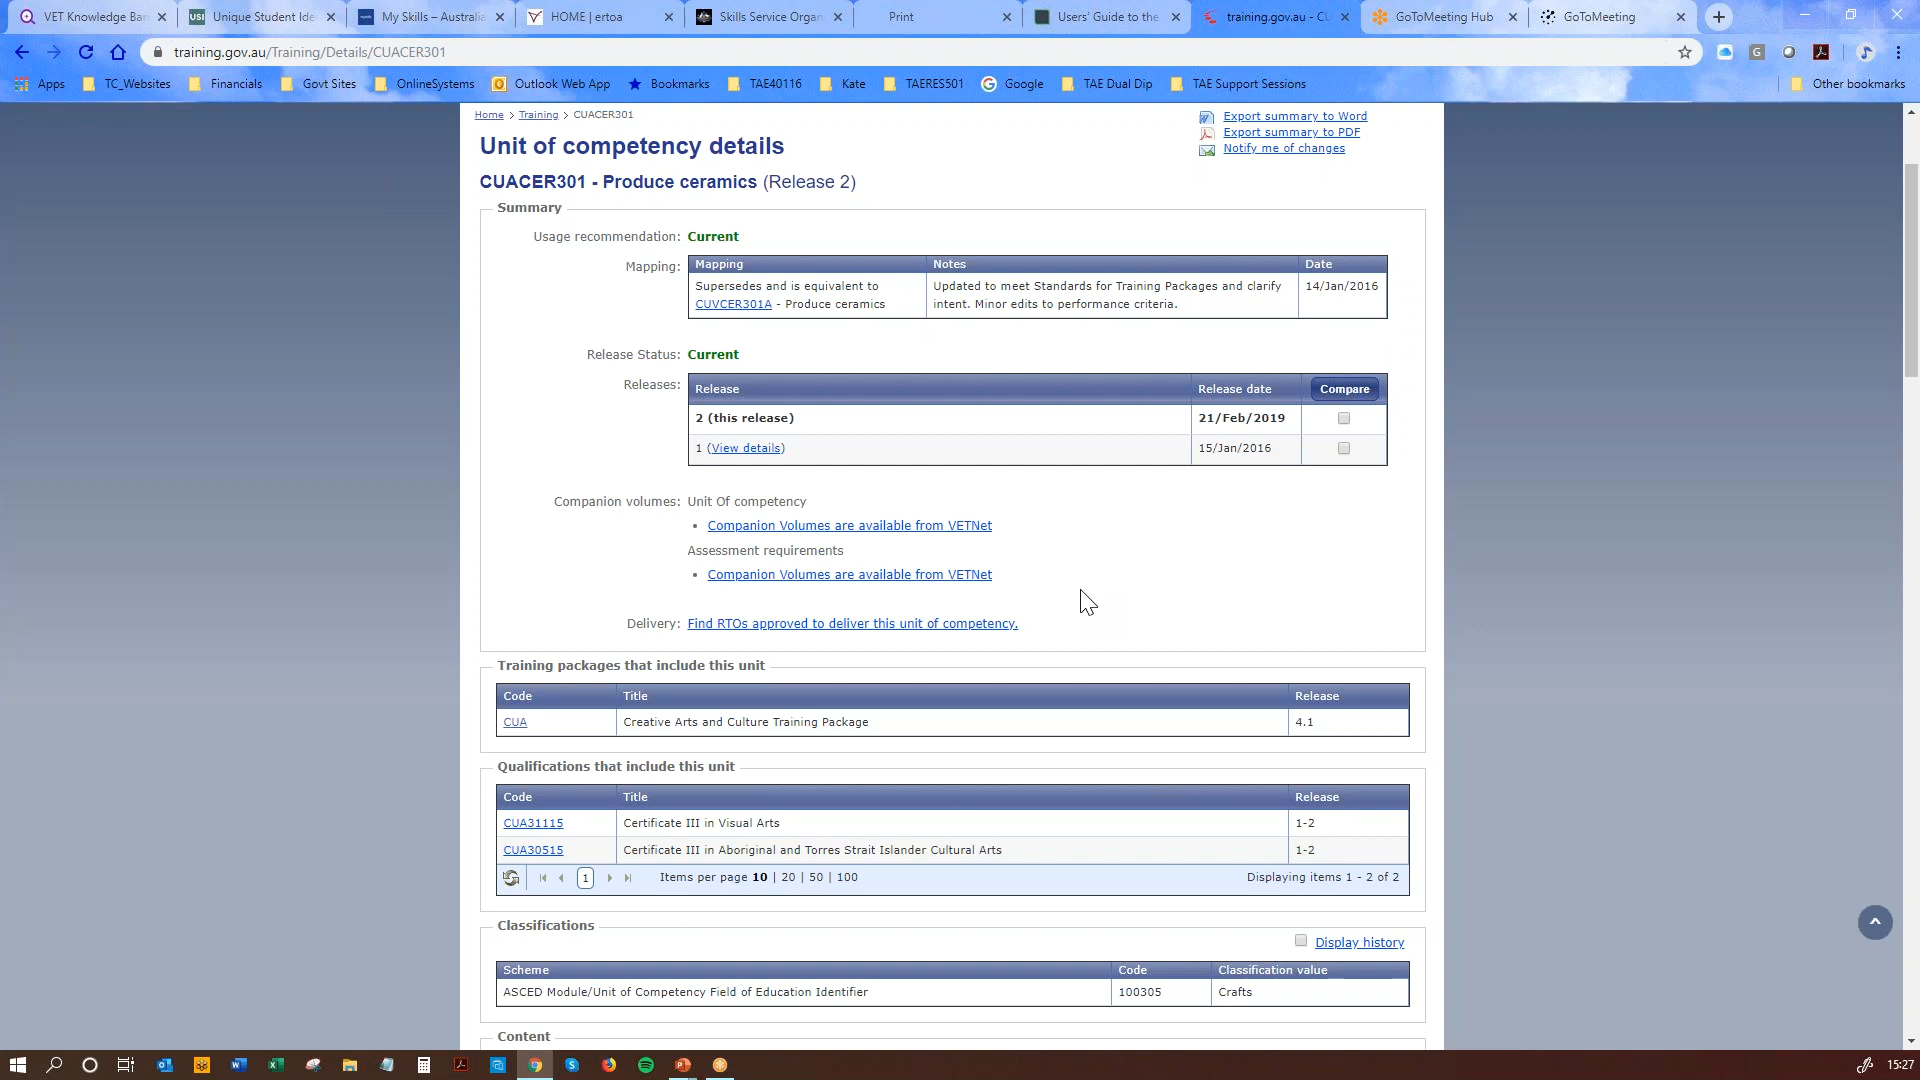 VET Knowledge Ban
Unique Student Ide
My Skills – Australia
HOME | ertoa
Skills Service Organ
Print
Users' Guide to the
training.gov.au - CU
GoToMeeting Hub
GoToMeeting
training.gov.au/Training/Details/CUACER301
Apps
TC_Websites
Financials
Govt Sites
OnlineSystems
Outlook Web App
Bookmarks
TAE40116
Kate
TAERES501
Google
TAE Dual Dip
TAE Support Sessions
Other bookmarks
Home > Training > CUACER301
Export summary to Word
Export summary to PDF
Notify me of changes
Unit of competency details
CUACER301 - Produce ceramics (Release 2)
Summary
Usage recommendation: Current
Mapping:
Mapping Notes Date
Supersedes and is equivalent to CUVCER301A - Produce ceramics
Updated to meet Standards for Training Packages and clarify intent. Minor edits to performance criteria.
14/Jan/2016
Release Status: Current
Releases:
Release Release date Compare
2 (this release) 21/Feb/2019
1 (View details) 15/Jan/2016
Companion volumes: Unit Of competency
• Companion Volumes are available from VETNet
Assessment requirements
• Companion Volumes are available from VETNet
Delivery: Find RTOs approved to deliver this unit of competency.
Training packages that include this unit
Code Title Release
CUA Creative Arts and Culture Training Package 4.1
Qualifications that include this unit
Code Title Release
CUA31115 Certificate III in Visual Arts 1-2
CUA30515 Certificate III in Aboriginal and Torres Strait Islander Cultural Arts 1-2
1 Items per page 10 | 20 | 50 | 100 Displaying items 1 - 2 of 2
Classifications
Display history
Scheme Code Classification value
ASCED Module/Unit of Competency Field of Education Identifier 100305 Crafts
Content
15:27